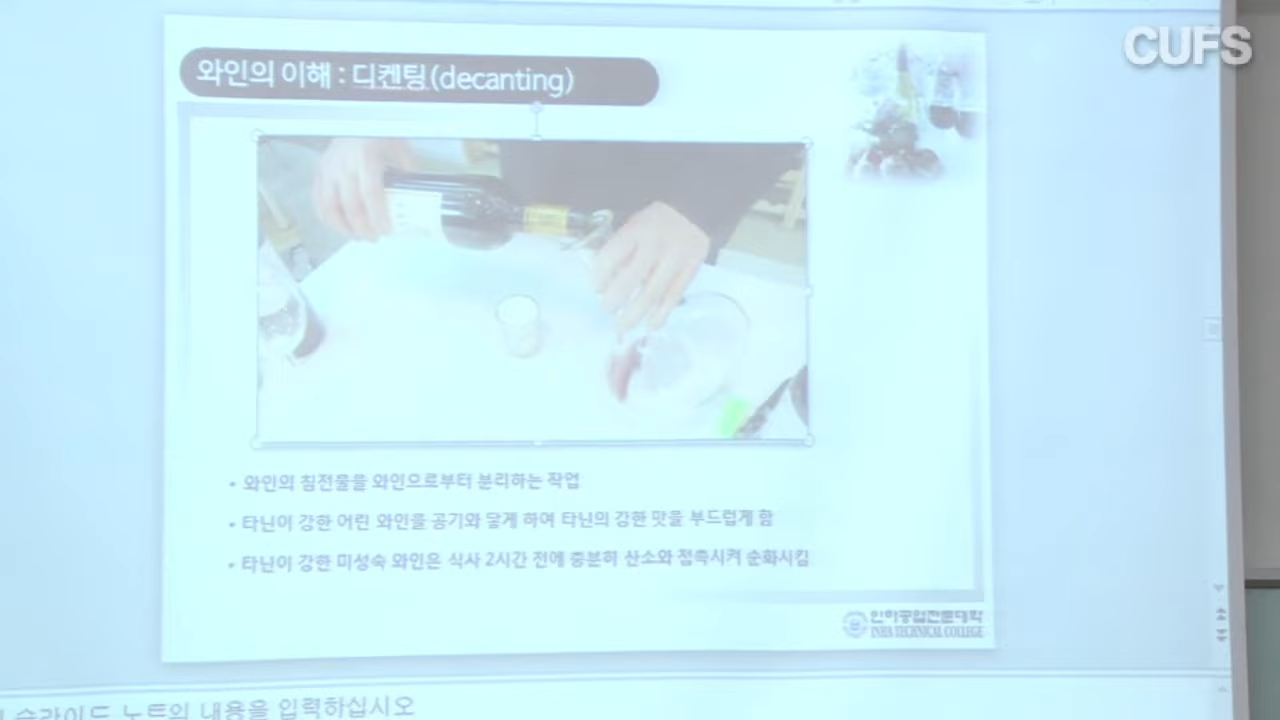 CUFS
와인의 이해 : 디켄팅(decanting)
• 와인의 침전물을 와인으로부터 분리하는 작업
• 타닌이 강한 어린 와인을 공기와 닿게 하여 타닌의 강한 맛을 부드럽게 함
• 타닌이 강한 미성숙 와인은 식사 2시간 전에 충분히 산소와 접촉시켜 순화시킴
인하공업전문대학
INHA TECHNICAL COLLEGE
슬라이드 노트의 내용을 입력하십시오